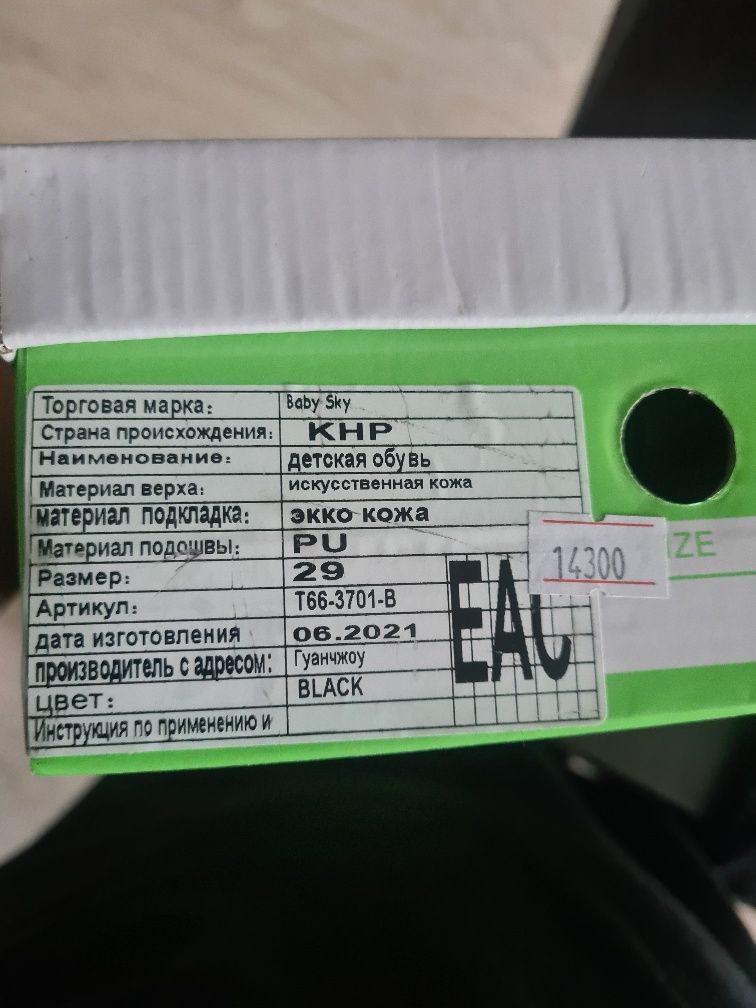 Торговая марка: Baby Sky
Страна происхождения: КНР
Наименование: детская обувь
Материал верха: искусственная кожа
материал подкладка: экко кожа
Материал подошвы: PU
Размер: 29
Артикул: T66-3701-B
дата изготовления 06.2021
производитель с адресом: Гуанчжоу
цвет: BLACK
Инструкция по применению и
EAC
14300
IZE